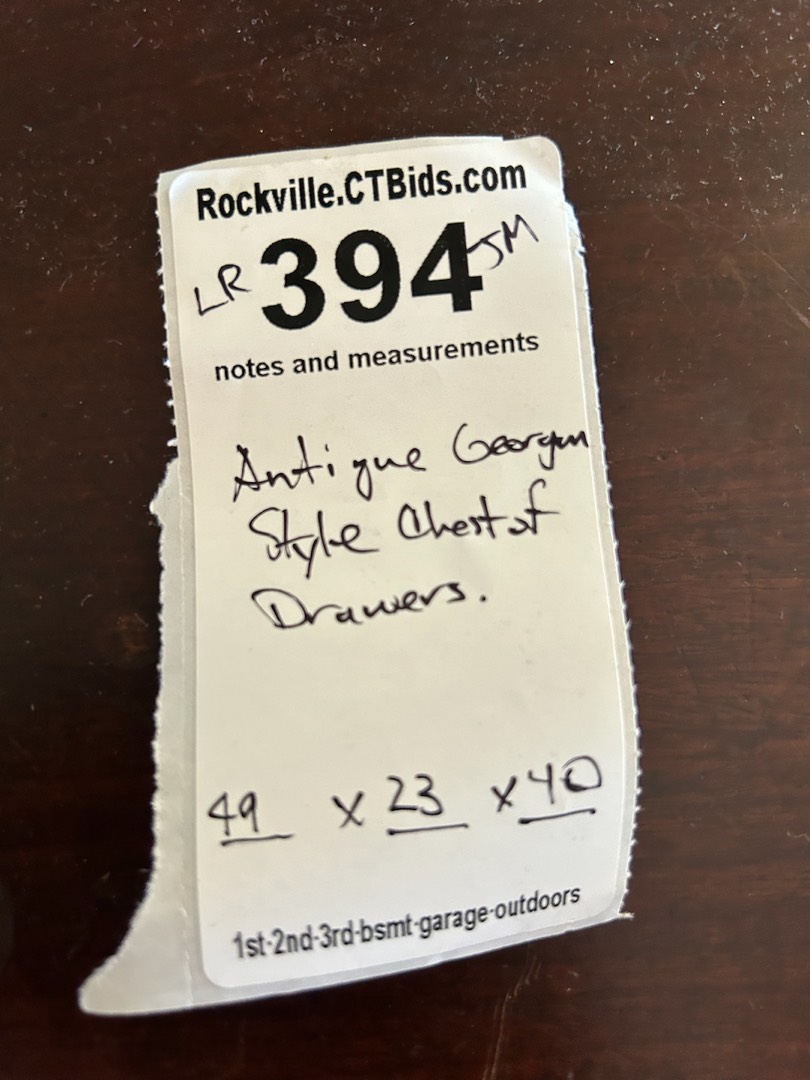 Rockville.CTBids.com
LR 394 JM
notes and measurements
Antique Georgian
Style Chest of
Drawers.
49 x 23 x 40
1st-2nd-3rd-bsmt-garage-outdoors